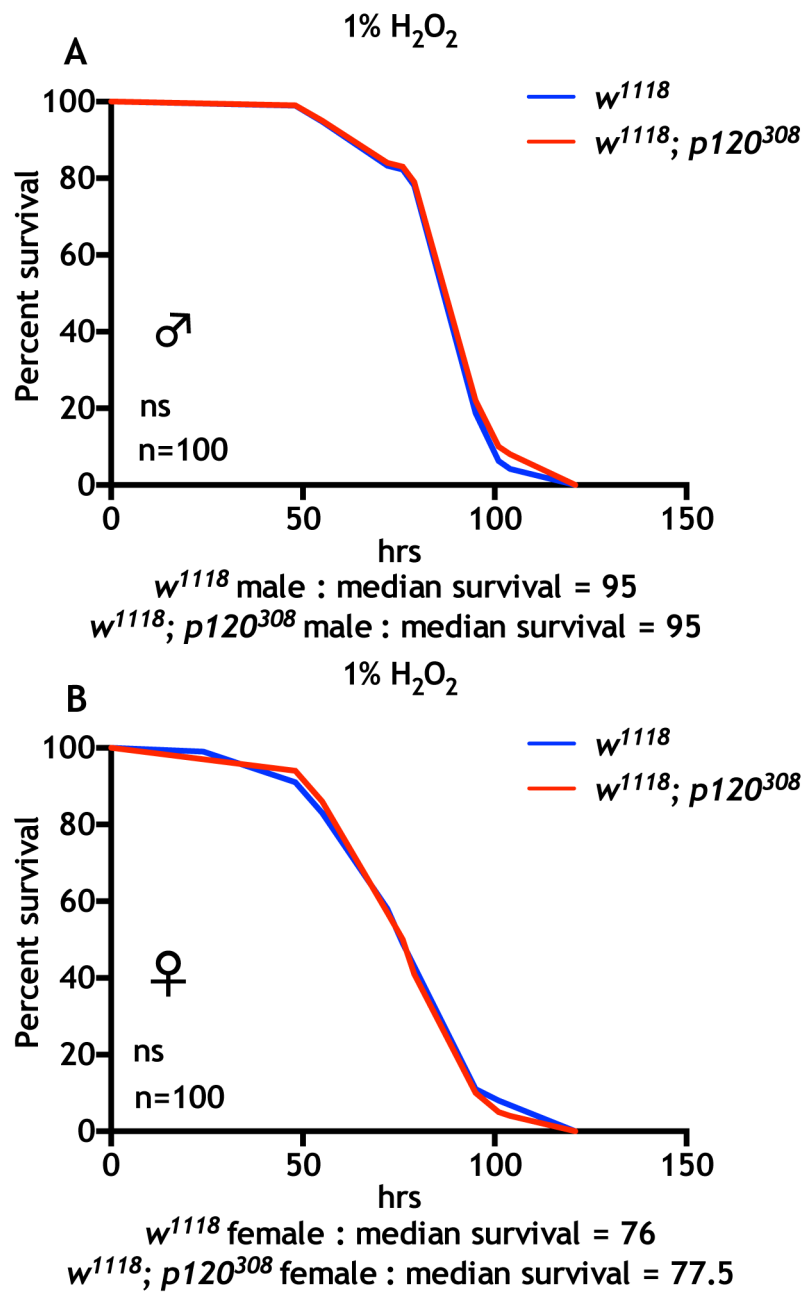 1% H₂O₂
A
w¹¹¹⁸
w¹¹¹⁸; p120³⁰⁸
Percent survival
100
80
60
40
20
0
♂
ns
n=100
0 50 100 150
hrs
w¹¹¹⁸ male : median survival = 95
w¹¹¹⁸; p120³⁰⁸ male : median survival = 95
1% H₂O₂
B
w¹¹¹⁸
w¹¹¹⁸; p120³⁰⁸
Percent survival
100
80
60
40
20
0
♀
ns
n=100
0 50 100 150
hrs
w¹¹¹⁸ female : median survival = 76
w¹¹¹⁸; p120³⁰⁸ female : median survival = 77.5